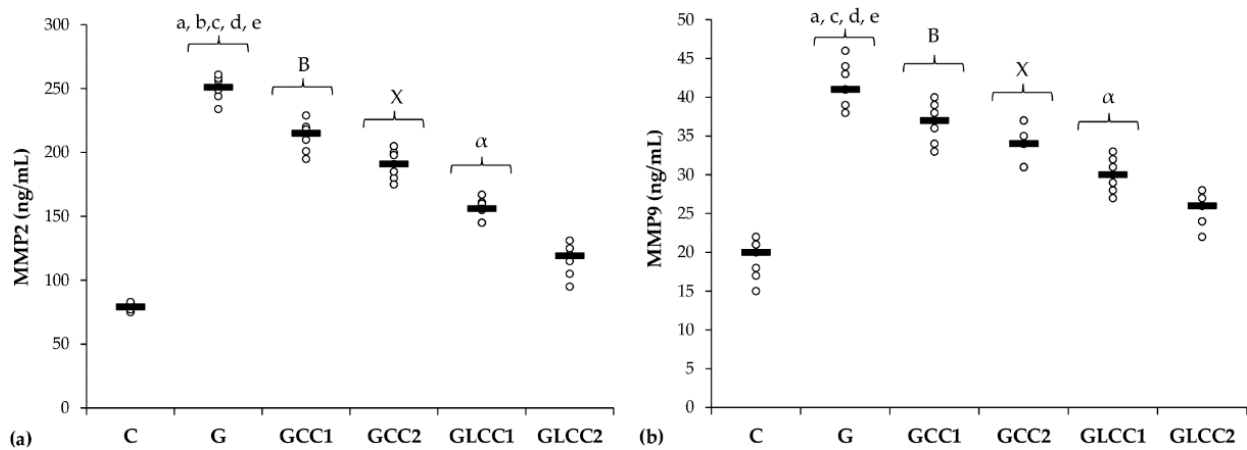 a, b,c, d, e
B
X
α
MMP2 (ng/mL)
300
250
200
150
100
50
0
C G GCC1 GCC2 GLCC1 GLCC2
(a)
a, c, d, e
B
X
α
MMP9 (ng/mL)
50
45
40
35
30
25
20
15
10
5
0
C G GCC1 GCC2 GLCC1 GLCC2
(b)